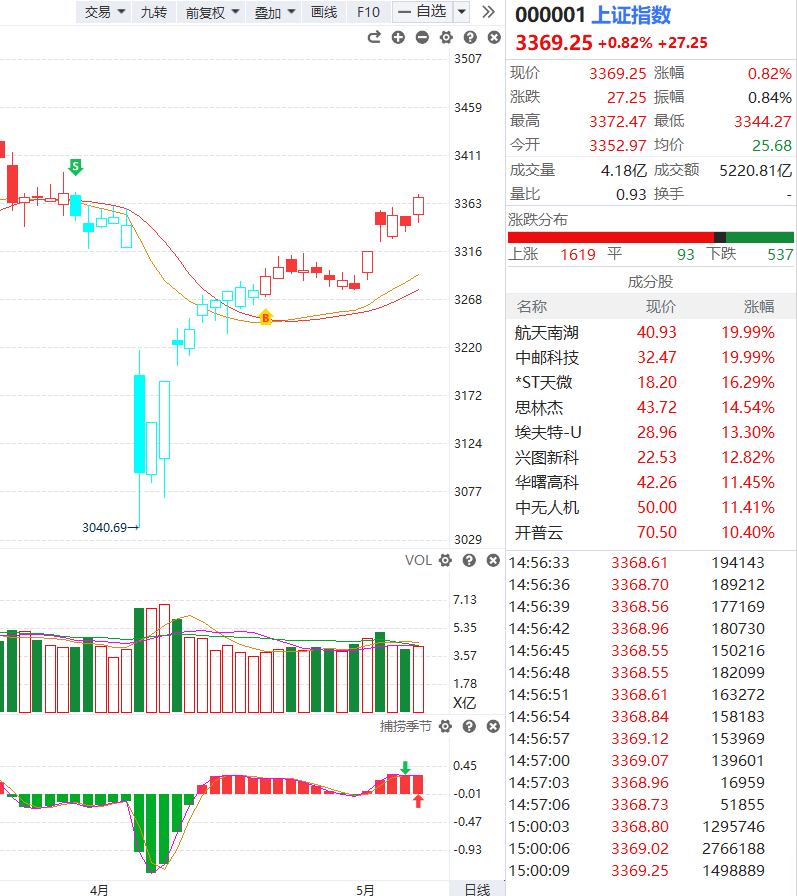 交易 九转 前复权 叠加 画线 F10 一 自选
3507
3459
3411
S
3363
3316
3268
B
3220
3172
3124
3077
3040.69→
3029
VOL
7.13
5.35
3.57
1.78
X亿
捕捞季节
0.45
-0.01
-0.47
-0.93
4月 5月 日线
000001 上证指数
3369.25 +0.82% +27.25
现价 3369.25 涨幅 0.82%
涨跌 27.25 振幅 0.84%
最高 3372.47 最低 3344.27
今开 3352.97 均价 25.68
成交量 4.18亿 成交额 5220.81亿
量比 0.93 换手 -
涨跌分布
上涨 1619 平 93 下跌 537
成分股
名称 现价 涨幅
航天南湖 40.93 19.99%
中邮科技 32.47 19.99%
*ST天微 18.20 16.29%
思林杰 43.72 14.54%
埃夫特-U 28.96 13.30%
兴图新科 22.53 12.82%
华曙高科 42.26 11.45%
中无人机 50.00 11.41%
开普云 70.50 10.40%
14:56:33 3368.61 194143
14:56:36 3368.70 189212
14:56:39 3368.56 177169
14:56:42 3368.96 180730
14:56:45 3368.55 150216
14:56:48 3368.55 182099
14:56:51 3368.61 163272
14:56:54 3368.84 158183
14:56:57 3369.12 153969
14:57:00 3369.07 139601
14:57:03 3368.96 16959
14:57:06 3368.73 51855
15:00:03 3368.80 1295746
15:00:06 3369.02 2766188
15:00:09 3369.25 1498889